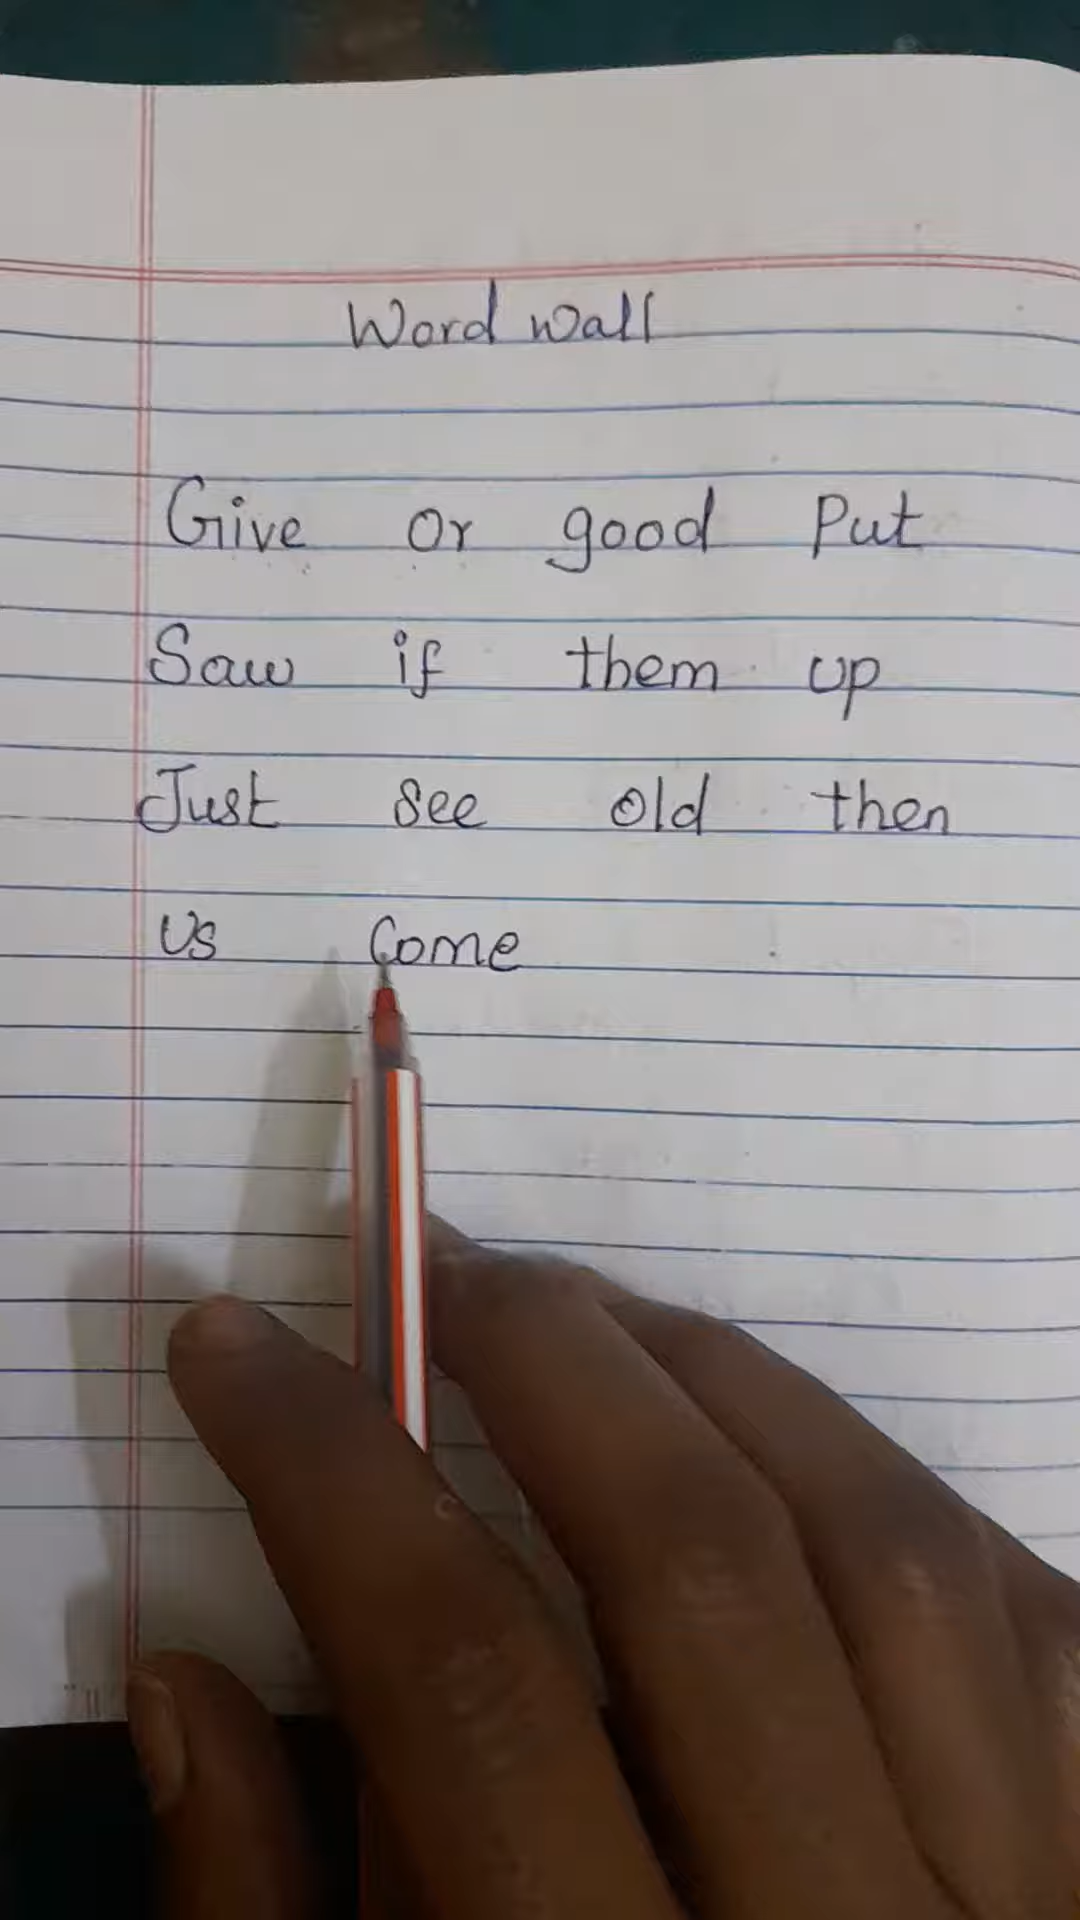 Word wall
Give or good Put
Saw if them up
Just see old then
Us Come